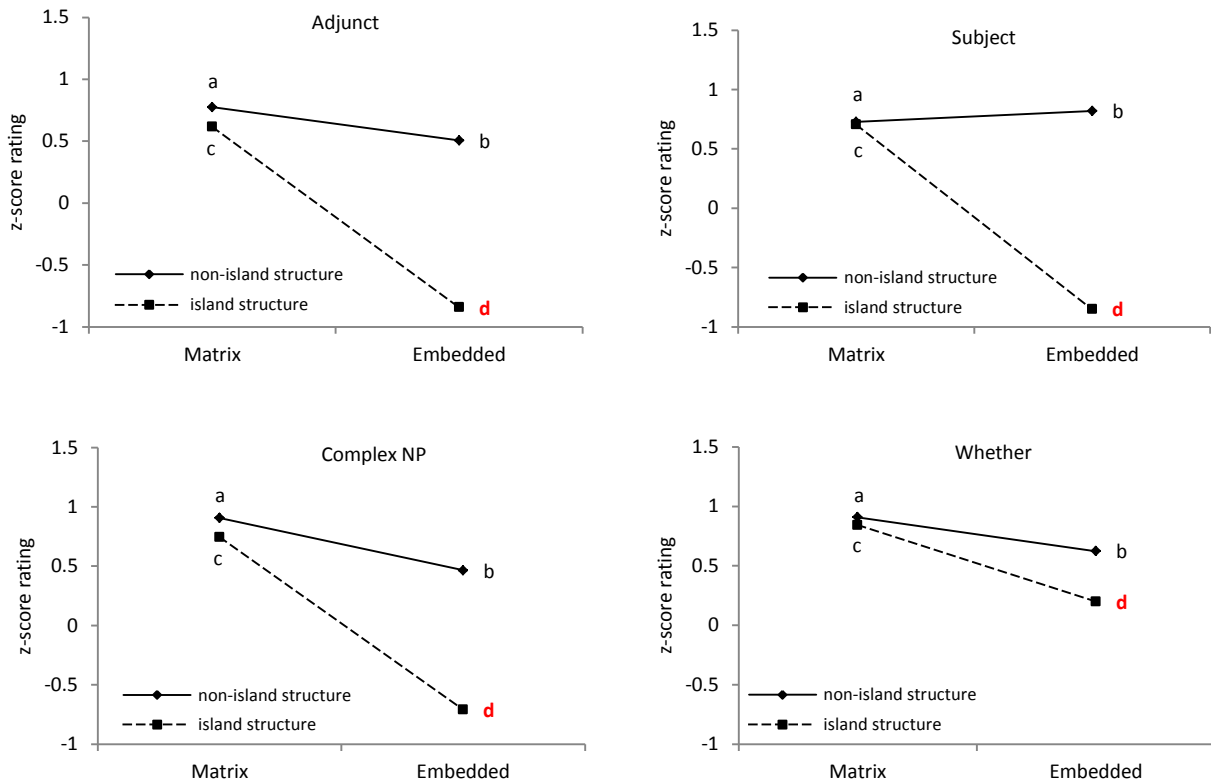 Adjunct
1.5
1
0.5
0
-0.5
-1
z-score rating
a
c
b
d
non-island structure
island structure
Matrix Embedded
Subject
1.5
1
0.5
0
-0.5
-1
z-score rating
a
c
b
d
non-island structure
island structure
Matrix Embedded
Complex NP
1.5
1
0.5
0
-0.5
-1
z-score rating
a
c
b
d
non-island structure
island structure
Matrix Embedded
Whether
1.5
1
0.5
0
-0.5
-1
z-score rating
a
c
b
d
non-island structure
island structure
Matrix Embedded